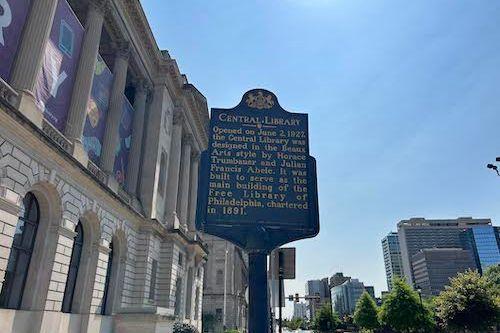 CENTRAL LIBRARY
Opened on June 2, 1927,
the Central Library was
designed in the Beaux
Arts style by Horace
Trumbauer and Julian
Francis Abele. It was
built to serve as the
main building of the
Free Library of
Philadelphia, chartered
in 1891.